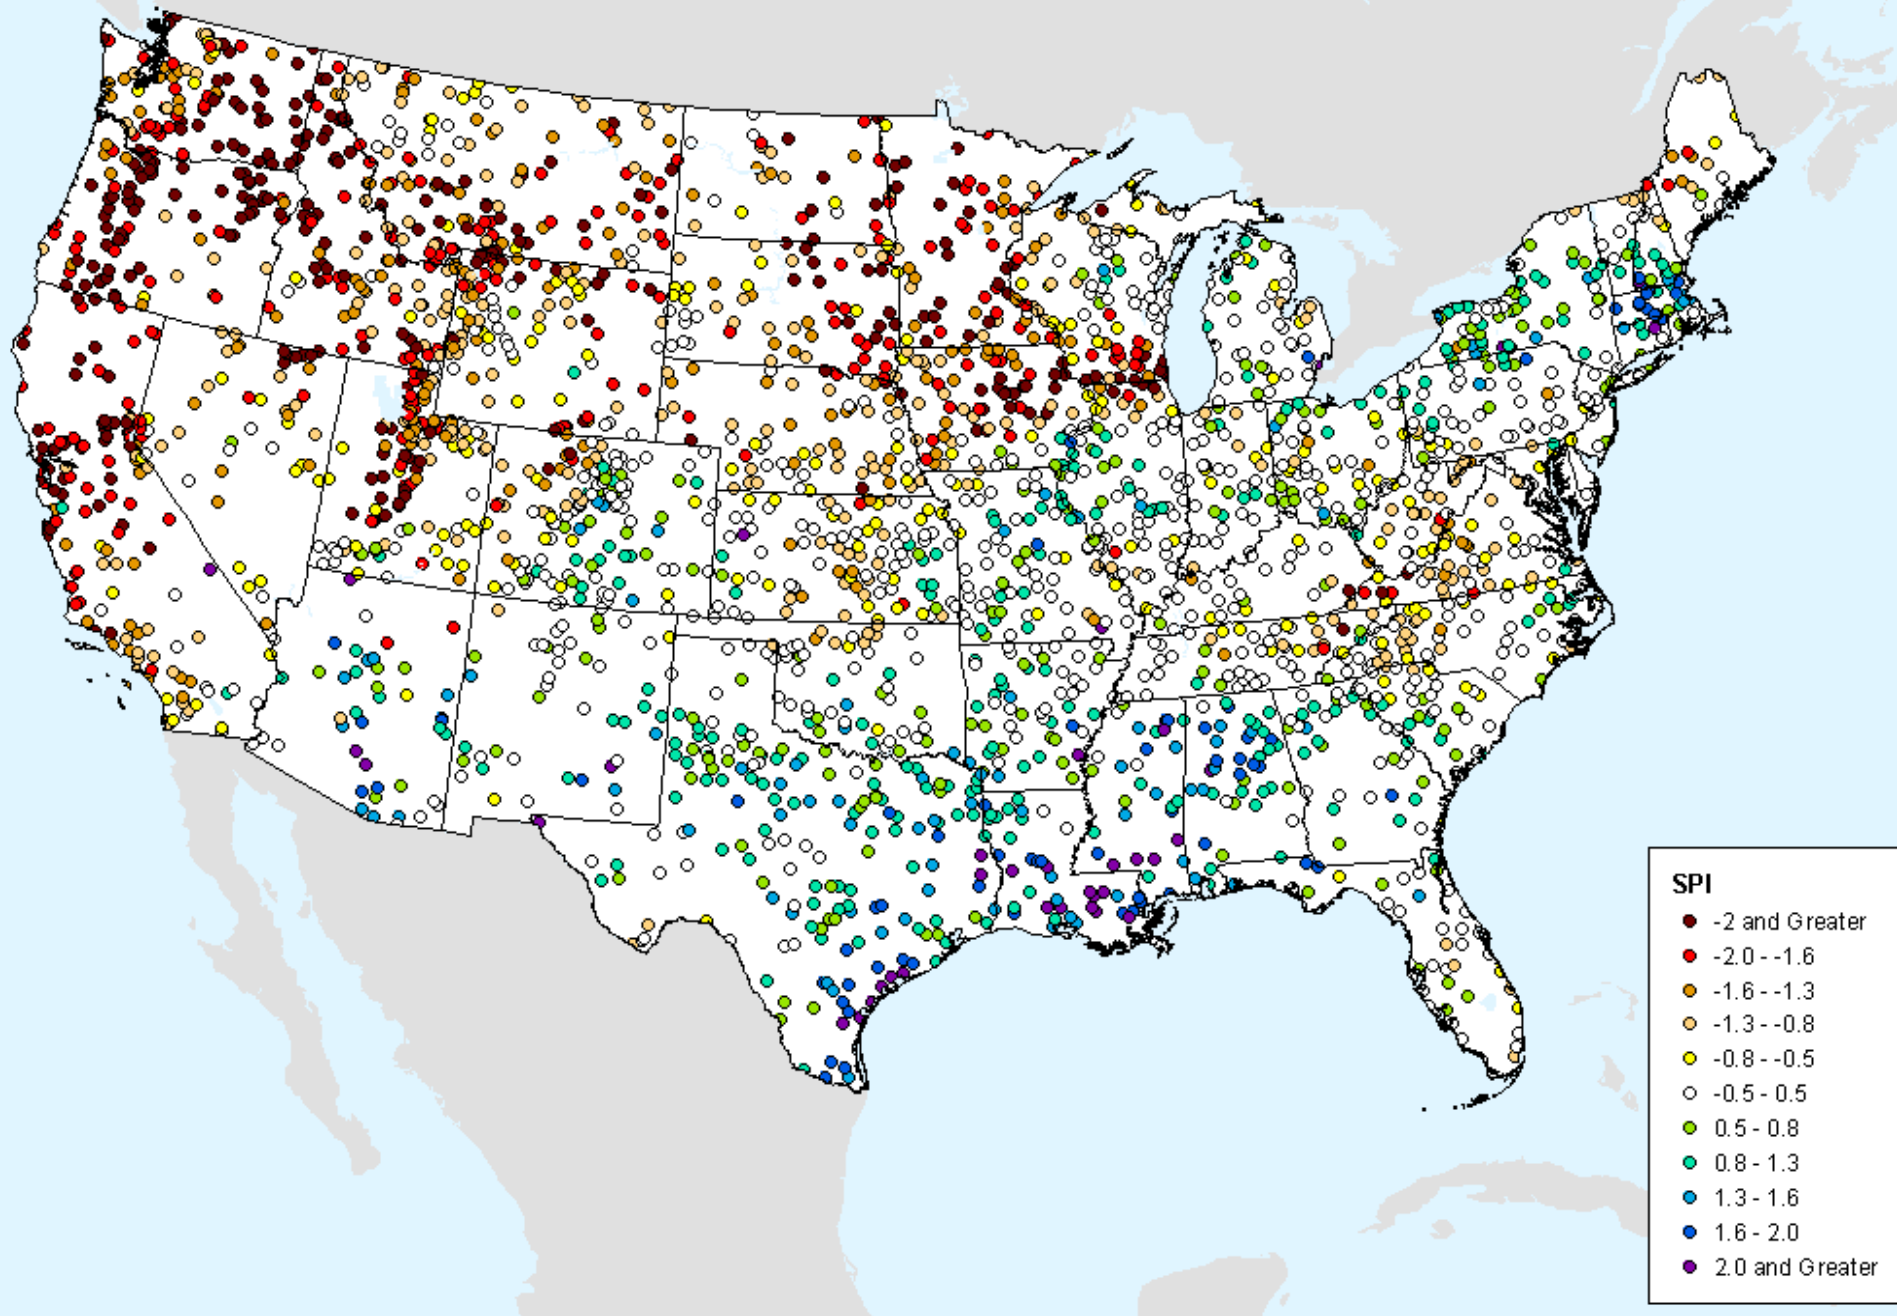 SPI
-2 and Greater
-2.0 - -1.6
-1.6 - -1.3
-1.3 - -0.8
-0.8 - -0.5
-0.5 - 0.5
0.5 - 0.8
0.8 - 1.3
1.3 - 1.6
1.6 - 2.0
2.0 and Greater